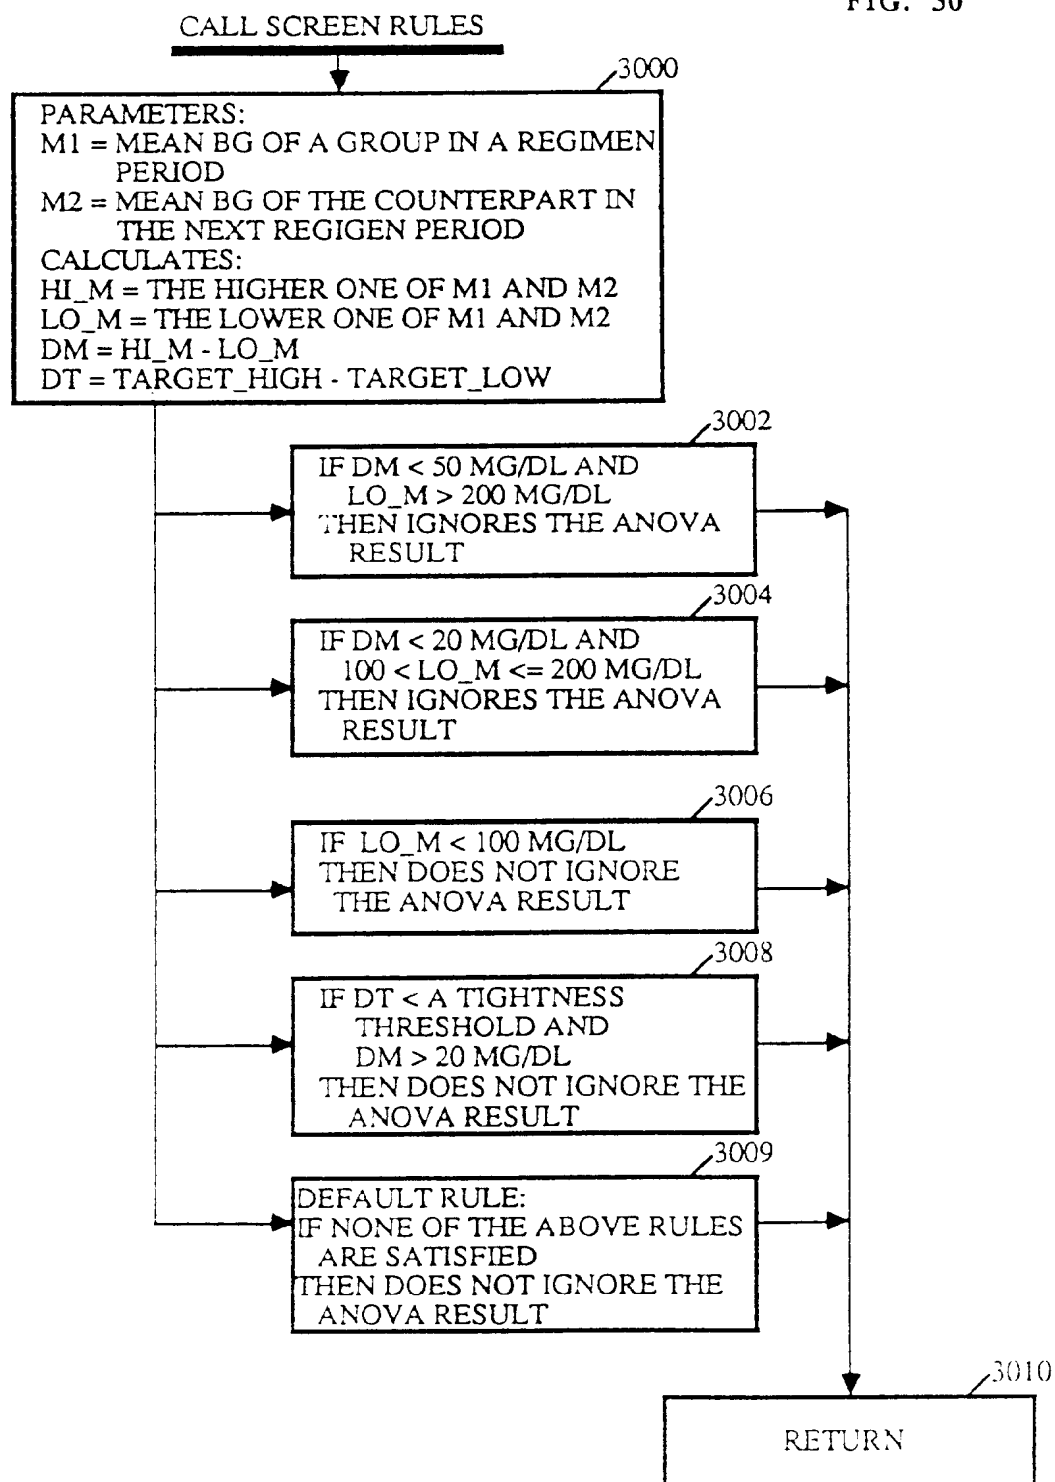 FIG. 30
CALL SCREEN RULES
3000
PARAMETERS:
M1 = MEAN BG OF A GROUP IN A REGIMEN
PERIOD
M2 = MEAN BG OF THE COUNTERPART IN
THE NEXT REGIGEN PERIOD
CALCULATES:
HI_M = THE HIGHER ONE OF M1 AND M2
LO_M = THE LOWER ONE OF M1 AND M2
DM = HI_M - LO_M
DT = TARGET_HIGH - TARGET_LOW
3002
IF DM < 50 MG/DL AND
LO_M > 200 MG/DL
THEN IGNORES THE ANOVA
RESULT
3004
IF DM < 20 MG/DL AND
100 < LO_M <= 200 MG/DL
THEN IGNORES THE ANOVA
RESULT
3006
IF LO_M < 100 MG/DL
THEN DOES NOT IGNORE
THE ANOVA RESULT
3008
IF DT < A TIGHTNESS
THRESHOLD AND
DM > 20 MG/DL
THEN DOES NOT IGNORE THE
ANOVA RESULT
3009
DEFAULT RULE:
IF NONE OF THE ABOVE RULES
ARE SATISFIED
THEN DOES NOT IGNORE THE
ANOVA RESULT
3010
RETURN